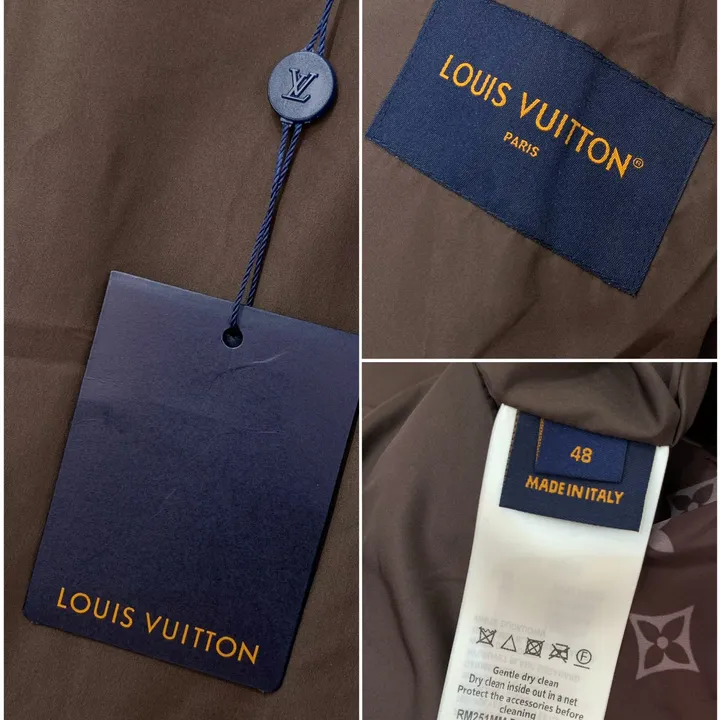 LV
LOUIS VUITTON
LOUIS VUITTON®
PARIS
48
MADE IN ITALY
Gentle dry clean
Dry clean inside out in a net
Protect the accessories before
cleaning